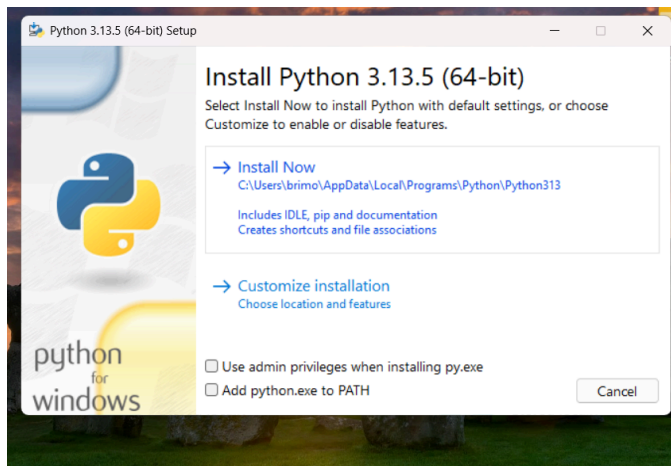 Python 3.13.5 (64-bit) Setup
Install Python 3.13.5 (64-bit)
Select Install Now to install Python with default settings, or choose
Customize to enable or disable features.
Install Now
C:\Users\brimo\AppData\Local\Programs\Python\Python313
Includes IDLE, pip and documentation
Creates shortcuts and file associations
Customize installation
Choose location and features
python
for
windows
Use admin privileges when installing py.exe
Add python.exe to PATH
Cancel